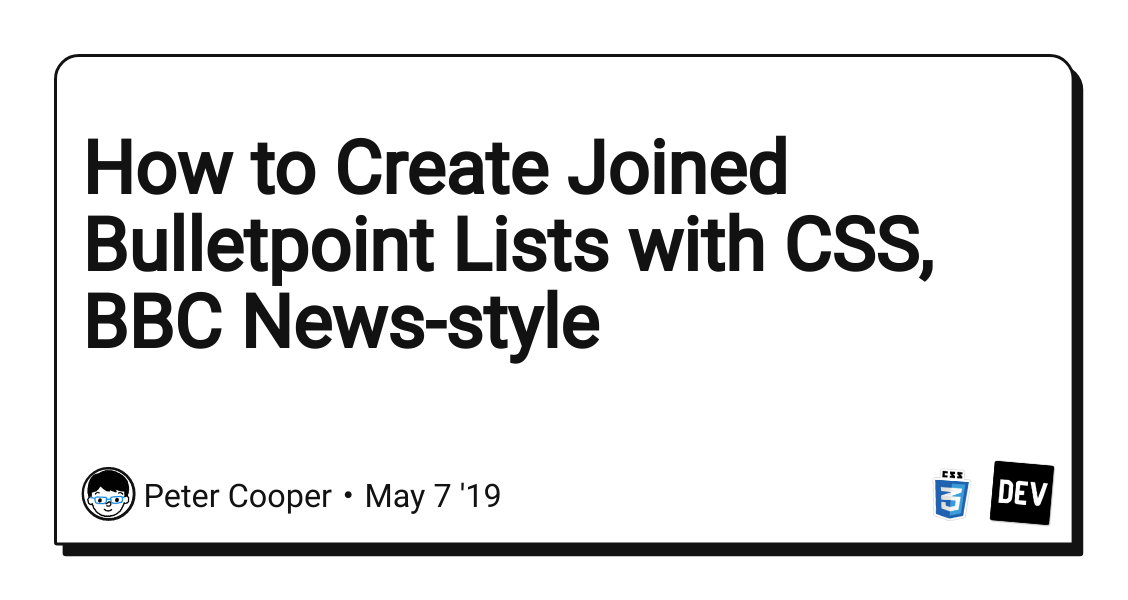 How to Create Joined
Bulletpoint Lists with CSS,
BBC News-style
Peter Cooper • May 7 '19
CSS
3
DEV